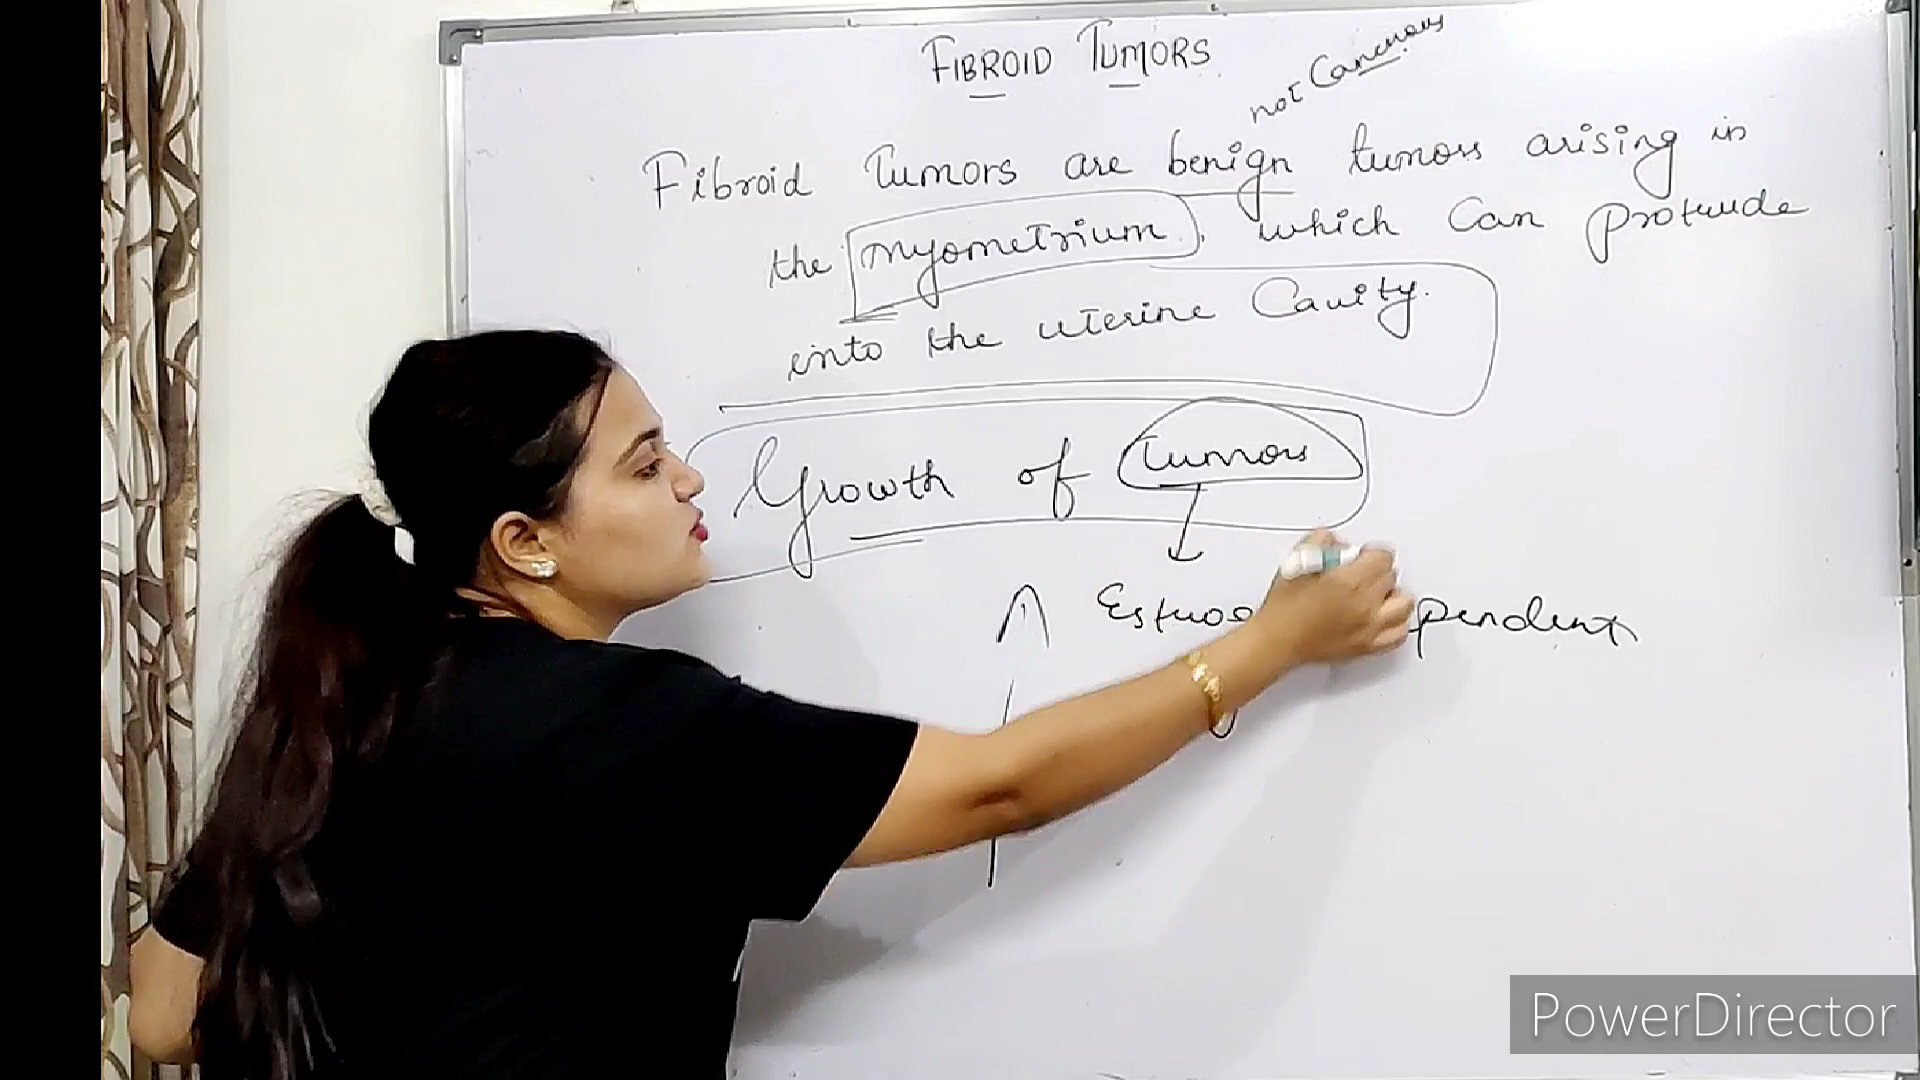 FIBROID TUMORS
not Cancerous
Fibroid Tumors are benign tumors arising in
the myometrium, which Can protrude
into the uterine Cavity.
Growth of tumors
pendent
PowerDirector